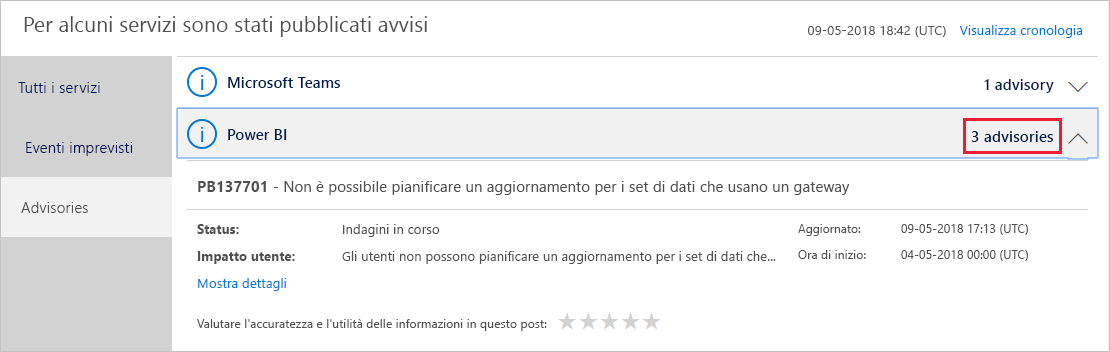 Per alcuni servizi sono stati pubblicati avvisi
09-05-2018 18:42 (UTC) Visualizza cronologia
Tutti i servizi
Eventi imprevisti
Advisories
Microsoft Teams 1 advisory
Power BI 3 advisories
PB137701 - Non è possibile pianificare un aggiornamento per i set di dati che usano un gateway
Status: Indagini in corso Aggiornato: 09-05-2018 17:13 (UTC)
Impatto utente: Gli utenti non possono pianificare un aggiornamento per i set di dati che... Ora di inizio: 04-05-2018 00:00 (UTC)
Mostra dettagli
Valutare l'accuratezza e l'utilità delle informazioni in questo post: